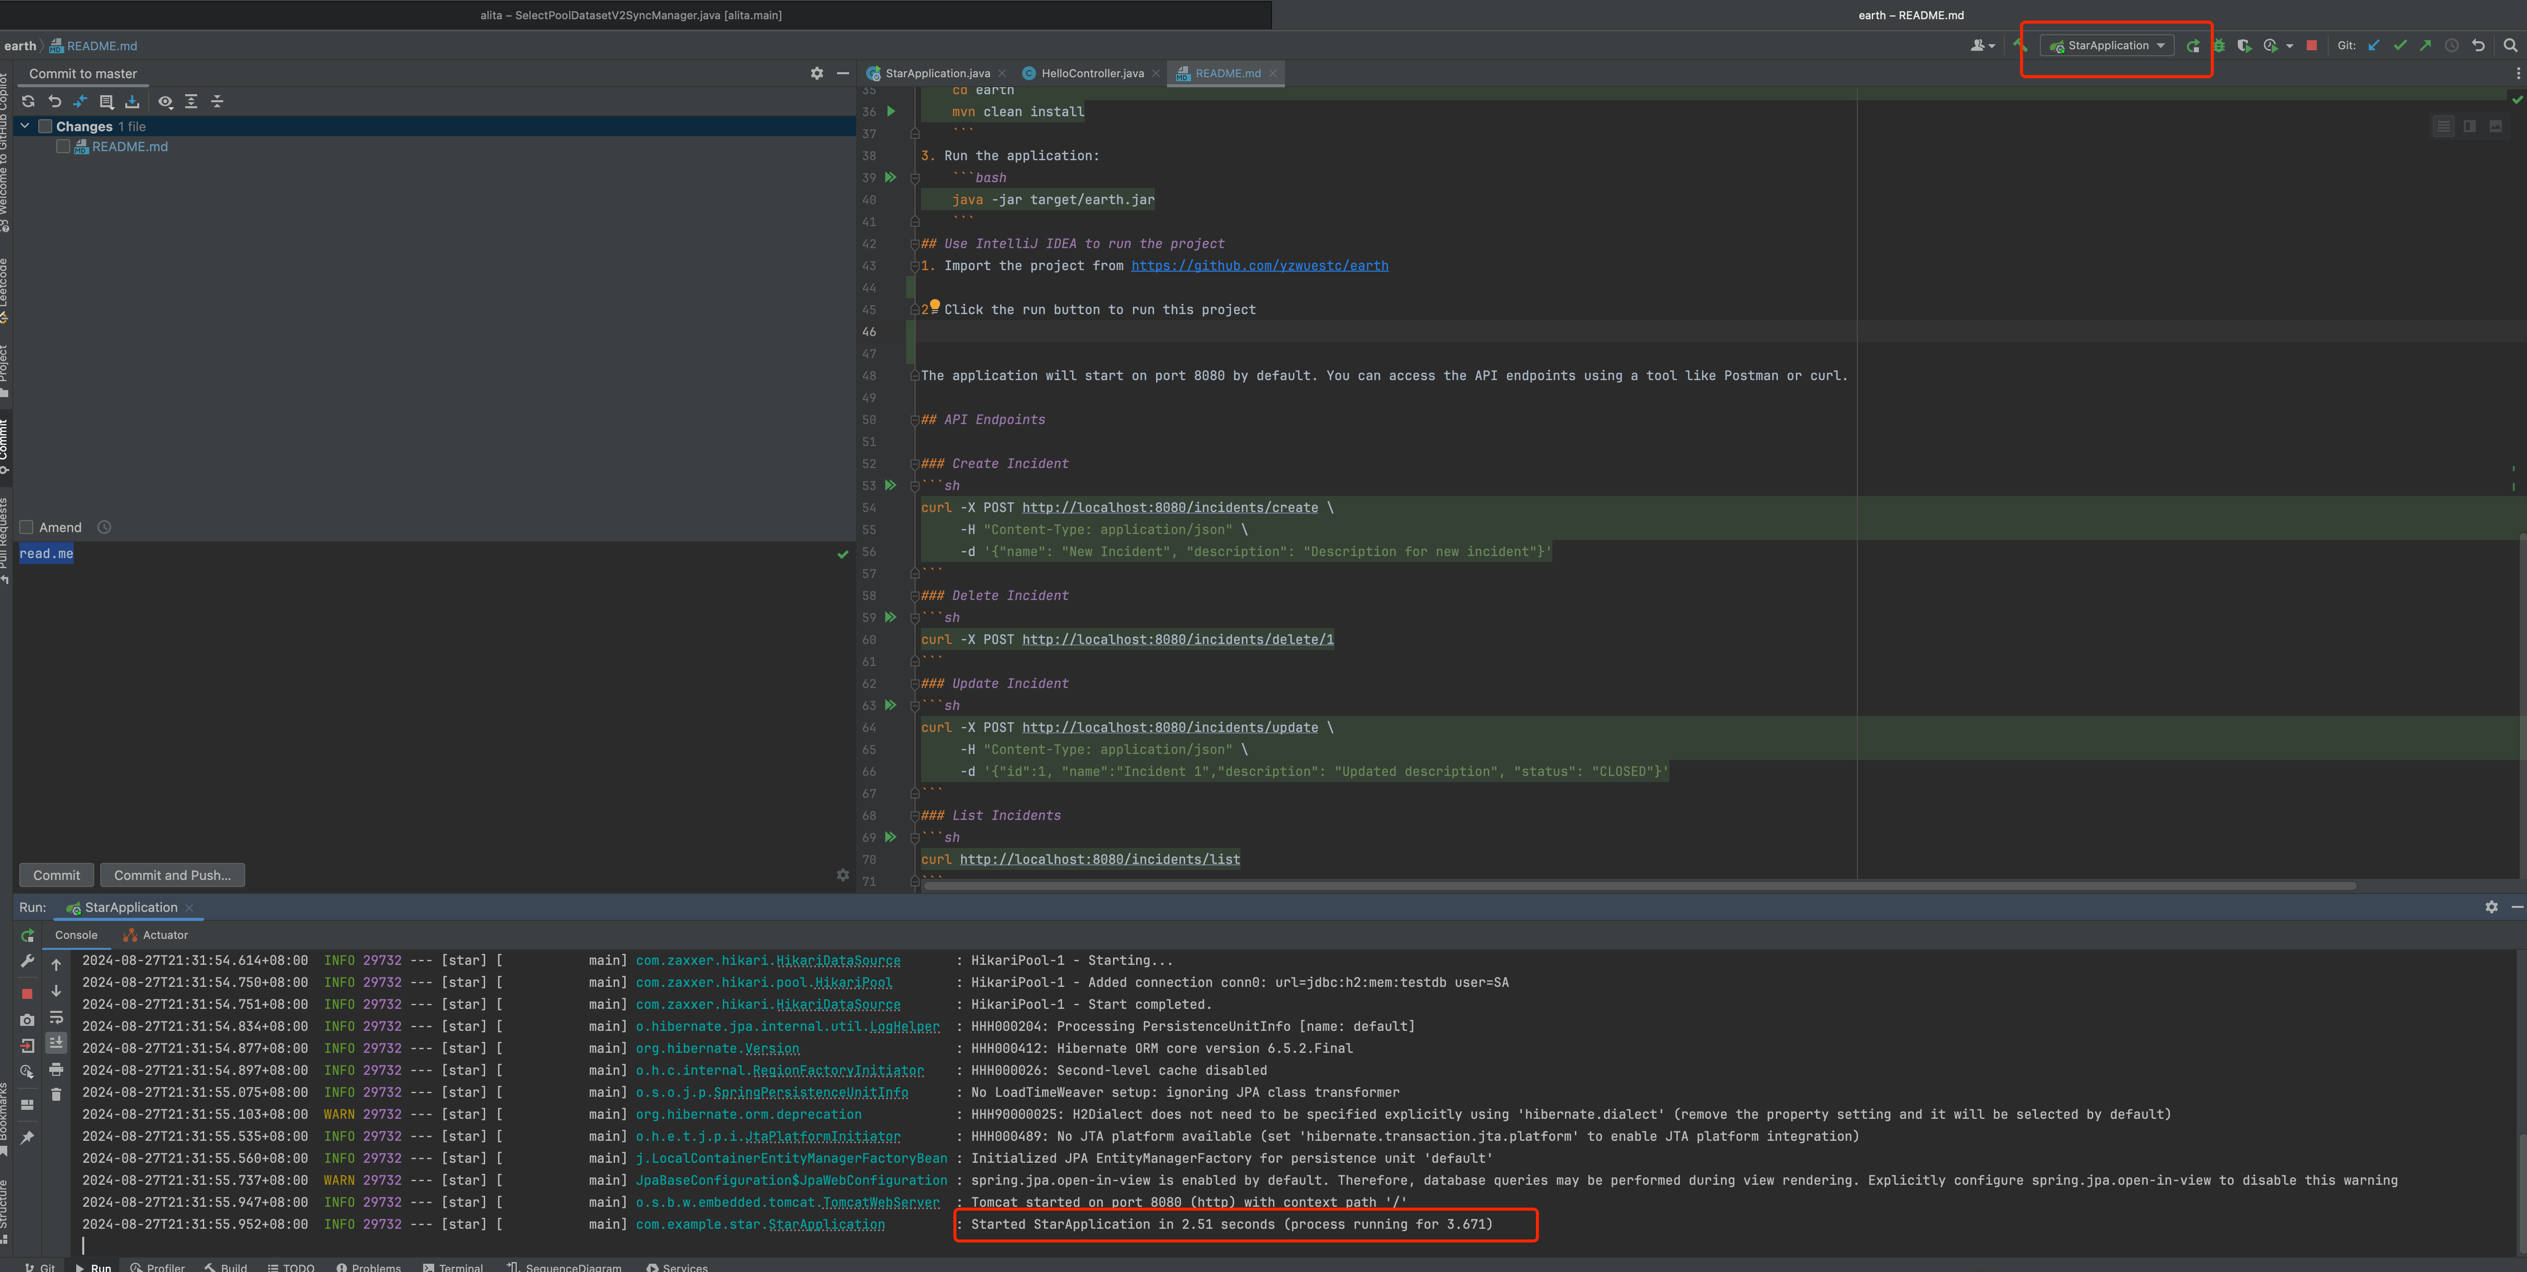 alita – SelectPoolDatasetV2SyncManager.java [alita.main]
earth – README.md
earth
README.md
StarApplication
Git:
Commit to master
StarApplication.java
HelloController.java
README.md
Changes 1 file
README.md
Welcome to GitHub Copilot
Leetcode
Project
Commit
Pull Requests
Bookmarks
Structure
35 cd earth
36 mvn clean install
37 ```
38 3. Run the application:
39 ```bash
40 java -jar target/earth.jar
41 ```
42 ## Use IntelliJ IDEA to run the project
43 1. Import the project from https://github.com/yzwuestc/earth
44
45 2 Click the run button to run this project
46
47
48 The application will start on port 8080 by default. You can access the API endpoints using a tool like Postman or curl.
49
50 ## API Endpoints
51
52 ### Create Incident
53 ```sh
54 curl -X POST http://localhost:8080/incidents/create \
55 -H "Content-Type: application/json" \
56 -d '{"name": "New Incident", "description": "Description for new incident"}'
57 ```
58 ### Delete Incident
59 ```sh
60 curl -X POST http://localhost:8080/incidents/delete/1
61 ```
62 ### Update Incident
63 ```sh
64 curl -X POST http://localhost:8080/incidents/update \
65 -H "Content-Type: application/json" \
66 -d '{"id":1, "name":"Incident 1","description": "Updated description", "status": "CLOSED"}'
67 ```
68 ### List Incidents
69 ```sh
70 curl http://localhost:8080/incidents/list
71 ```
Amend
read.me
Commit
Commit and Push...
Run: StarApplication
Console
Actuator
2024-08-27T21:31:54.614+08:00 INFO 29732 --- [star] [ main] com.zaxxer.hikari.HikariDataSource : HikariPool-1 - Starting...
2024-08-27T21:31:54.750+08:00 INFO 29732 --- [star] [ main] com.zaxxer.hikari.pool.HikariPool : HikariPool-1 - Added connection conn0: url=jdbc:h2:mem:testdb user=SA
2024-08-27T21:31:54.751+08:00 INFO 29732 --- [star] [ main] com.zaxxer.hikari.HikariDataSource : HikariPool-1 - Start completed.
2024-08-27T21:31:54.834+08:00 INFO 29732 --- [star] [ main] o.hibernate.jpa.internal.util.LogHelper : HHH000204: Processing PersistenceUnitInfo [name: default]
2024-08-27T21:31:54.877+08:00 INFO 29732 --- [star] [ main] org.hibernate.Version : HHH000412: Hibernate ORM core version 6.5.2.Final
2024-08-27T21:31:54.897+08:00 INFO 29732 --- [star] [ main] o.h.c.internal.RegionFactoryInitiator : HHH000026: Second-level cache disabled
2024-08-27T21:31:55.075+08:00 INFO 29732 --- [star] [ main] o.s.o.j.p.SpringPersistenceUnitInfo : No LoadTimeWeaver setup: ignoring JPA class transformer
2024-08-27T21:31:55.103+08:00 WARN 29732 --- [star] [ main] org.hibernate.orm.deprecation : HHH90000025: H2Dialect does not need to be specified explicitly using 'hibernate.dialect' (remove the property setting and it will be selected by default)
2024-08-27T21:31:55.535+08:00 INFO 29732 --- [star] [ main] o.h.e.t.j.p.i.JtaPlatformInitiator : HHH000489: No JTA platform available (set 'hibernate.transaction.jta.platform' to enable JTA platform integration)
2024-08-27T21:31:55.560+08:00 INFO 29732 --- [star] [ main] j.LocalContainerEntityManagerFactoryBean : Initialized JPA EntityManagerFactory for persistence unit 'default'
2024-08-27T21:31:55.737+08:00 WARN 29732 --- [star] [ main] JpaBaseConfiguration$JpaWebConfiguration : spring.jpa.open-in-view is enabled by default. Therefore, database queries may be performed during view rendering. Explicitly configure spring.jpa.open-in-view to disable this warning
2024-08-27T21:31:55.947+08:00 INFO 29732 --- [star] [ main] o.s.b.w.embedded.tomcat.TomcatWebServer : Tomcat started on port 8080 (http) with context path '/'
2024-08-27T21:31:55.952+08:00 INFO 29732 --- [star] [ main] com.example.star.StarApplication : Started StarApplication in 2.51 seconds (process running for 3.671)
Git
Run
Profiler
Build
TODO
Problems
Terminal
SequenceDiagram
Services